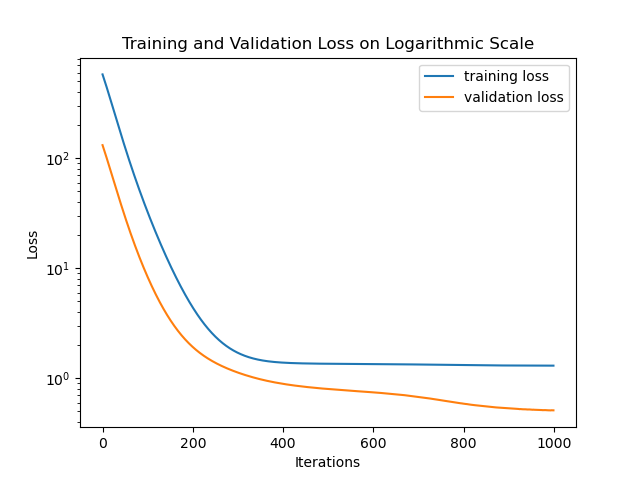 Training and Validation Loss on Logarithmic Scale
training loss
validation loss
10²
10¹
10⁰
Loss
0 200 400 600 800 1000
Iterations